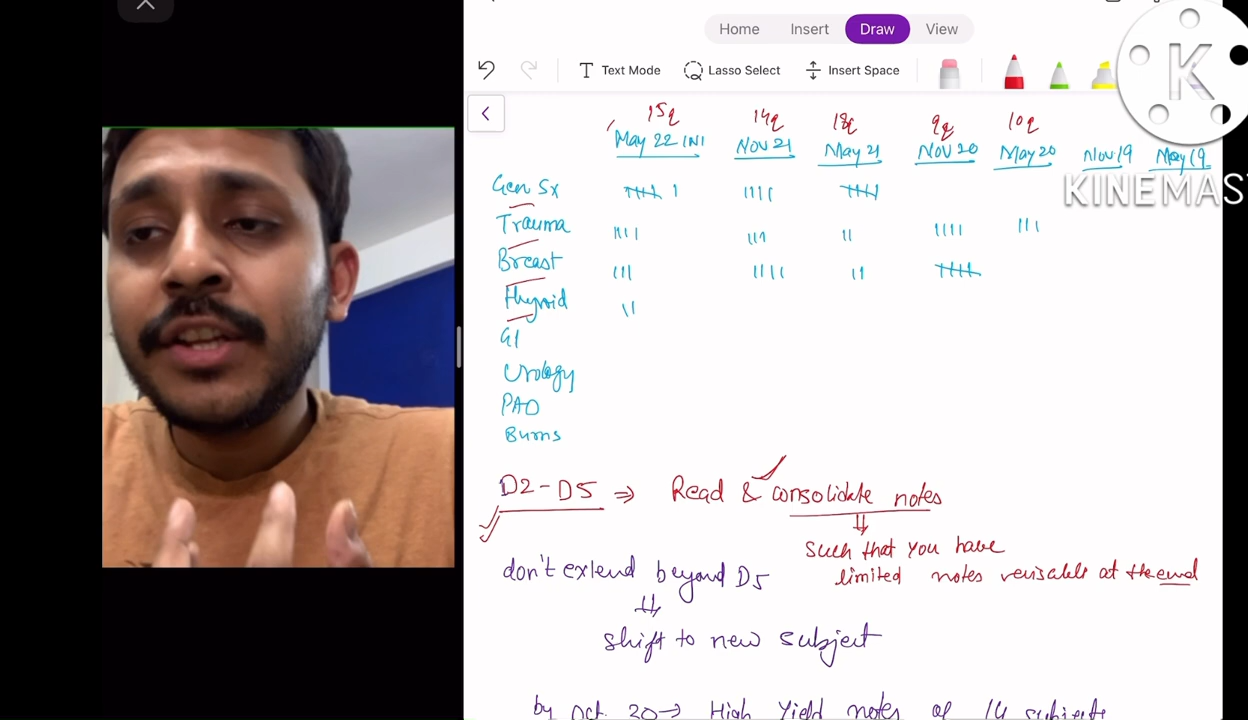 Home Insert Draw View
Text Mode Lasso Select Insert Space
K
KINEMAS
15q 14q 18q 9q 10q
May 22 INI Nov 21 May 21 Nov 20 May 20 Nov 19 May 19
Gen Sx
Trauma
Breast
Thyroid
GI
Urology
PAD
Burns
D2-D5 ⇒ Read & consolidate notes
such that you have
limited notes revisable at the end
don't extend beyond D5
shift to new subject
by Oct. 30 → High Yield notes of 14 subjects